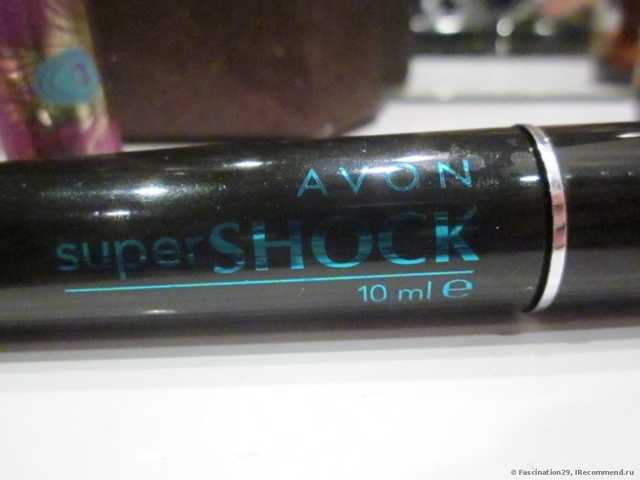 AVON
superSHOCK
10 ml ℮
© Fascination29, IRecommend.ru